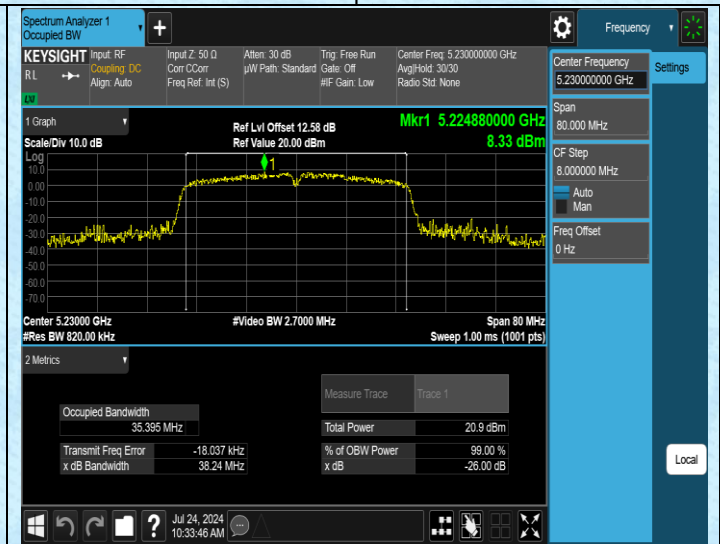 Spectrum Analyzer 1
Occupied BW
Frequency
KEYSIGHT
RL
Input: RF
Coupling: DC
Align: Auto
Input Z: 50 Ω
Corr CCorr
Freq Ref: Int (S)
Atten: 30 dB
µW Path: Standard
Trig: Free Run
Gate: Off
#IF Gain: Low
Center Freq: 5.230000000 GHz
Avg|Hold: 30/30
Radio Std: None
Center Frequency
5.230000000 GHz
Settings
Span
80.000 MHz
CF Step
8.000000 MHz
Auto
Man
Freq Offset
0 Hz
Local
1 Graph
Scale/Div 10.0 dB
Ref Lvl Offset 12.58 dB
Ref Value 20.00 dBm
Mkr1 5.224880000 GHz
8.33 dBm
Log
10.0
0.00
-10.0
-20.0
-30.0
-40.0
-50.0
-60.0
-70.0
1
Center 5.23000 GHz
#Res BW 820.00 kHz
#Video BW 2.7000 MHz
Span 80 MHz
Sweep 1.00 ms (1001 pts)
2 Metrics
Measure Trace
Trace 1
Occupied Bandwidth
35.395 MHz
Total Power
20.9 dBm
Transmit Freq Error
-18.037 kHz
% of OBW Power
99.00 %
x dB Bandwidth
38.24 MHz
x dB
-26.00 dB
?
Jul 24, 2024
10:33:46 AM